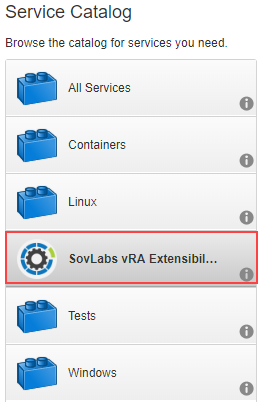 Service Catalog
Browse the catalog for services you need.
All Services
Containers
Linux
SovLabs vRA Extensibil...
Tests
Windows